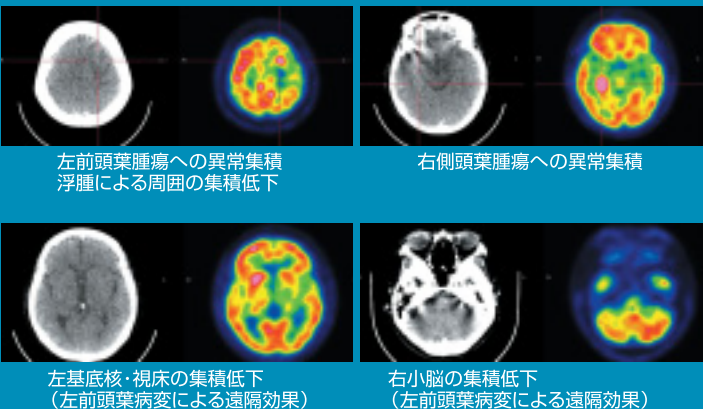 左前頭葉腫瘍への異常集積
浮腫による周囲の集積低下
右側頭葉腫瘍への異常集積
左基底核・視床の集積低下
（左前頭葉病変による遠隔効果）
右小脳の集積低下
（左前頭葉病変による遠隔効果）